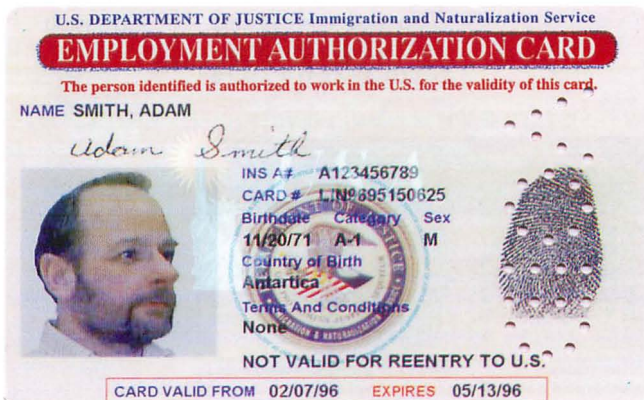 U.S. DEPARTMENT OF JUSTICE Immigration and Naturalization Service
EMPLOYMENT AUTHORIZATION CARD
The person identified is authorized to work in the U.S. for the validity of this card.
NAME SMITH, ADAM
Adam Smith
INS A# A123456789
CARD # LIN9695150625
Birthdate Category Sex
11/20/71 A-1 M
Country of Birth
Antartica
Terms And Conditions
None
NOT VALID FOR REENTRY TO U.S.
CARD VALID FROM 02/07/96 EXPIRES 05/13/96